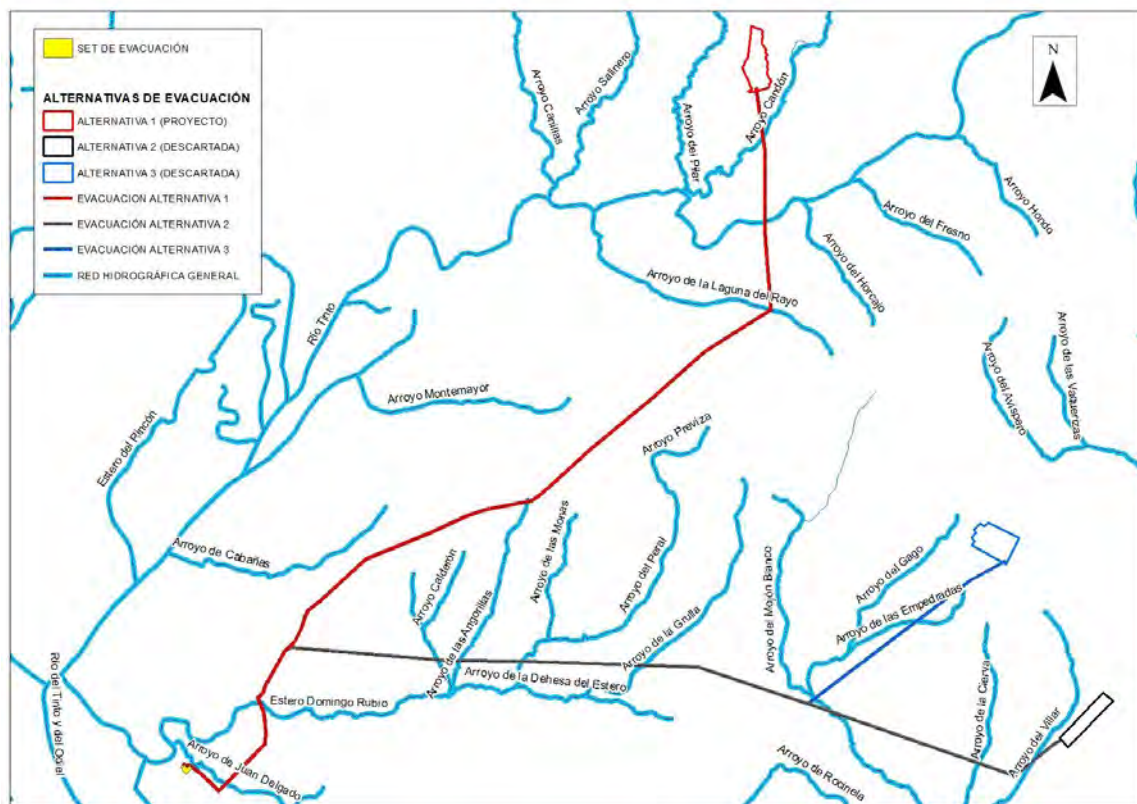 SET DE EVACUACIÓN
ALTERNATIVAS DE EVACUACIÓN
ALTERNATIVA 1 (PROYECTO)
ALTERNATIVA 2 (DESCARTADA)
ALTERNATIVA 3 (DESCARTADA)
EVACUACION ALTERNATIVA 1
EVACUACIÓN ALTERNATIVA 2
EVACUACIÓN ALTERNATIVA 3
RED HIDROGRÁFICA GENERAL
N
Arroyo Canillas
Arroyo Salinero
Arroyo del Pilar
Arroyo Candón
Arroyo Hondo
Arroyo del Fresno
Arroyo del Horcajo
Arroyo de la Laguna del Rayo
Río Tinto
Arroyo Montemayor
Estero del Rincón
Arroyo del Avispero
Arroyo de las Vaquerizas
Arroyo Previza
Arroyo de Cabañas
Arroyo de las Monas
Arroyo del Peral
Arroyo Calderón
Arroyo de las Angorillas
Arroyo de la Grulla
Arroyo del Mojón Blanco
Arroyo del Gago
Arroyo de las Empedradas
Arroyo de la Dehesa del Estero
Estero Domingo Rubio
Arroyo de la Cierva
Arroyo del Villar
Río del Tinto y del Odiel
Arroyo de Juan Delgado
Arroyo de Rocinela